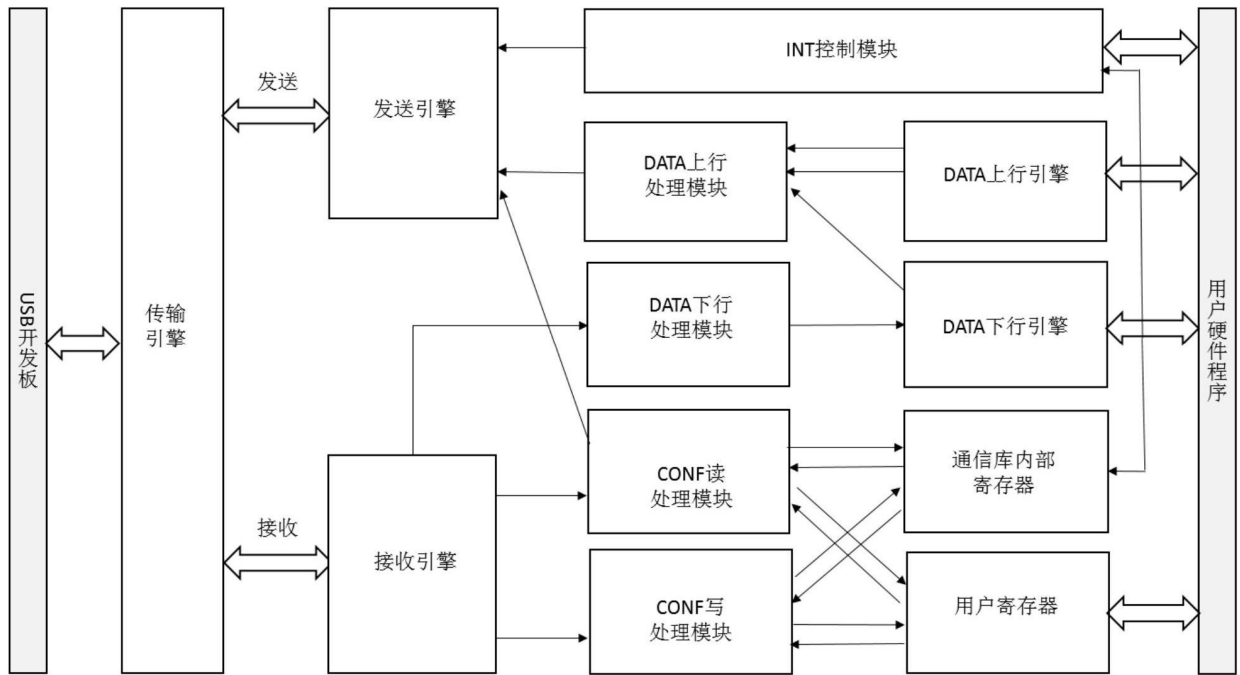 USB开发板
传输
引擎
发送
接收
发送引擎
接收引擎
INT控制模块
DATA上行
处理模块
DATA上行引擎
DATA下行
处理模块
DATA下行引擎
CONF读
处理模块
通信库内部
寄存器
CONF写
处理模块
用户寄存器
用户硬件程序